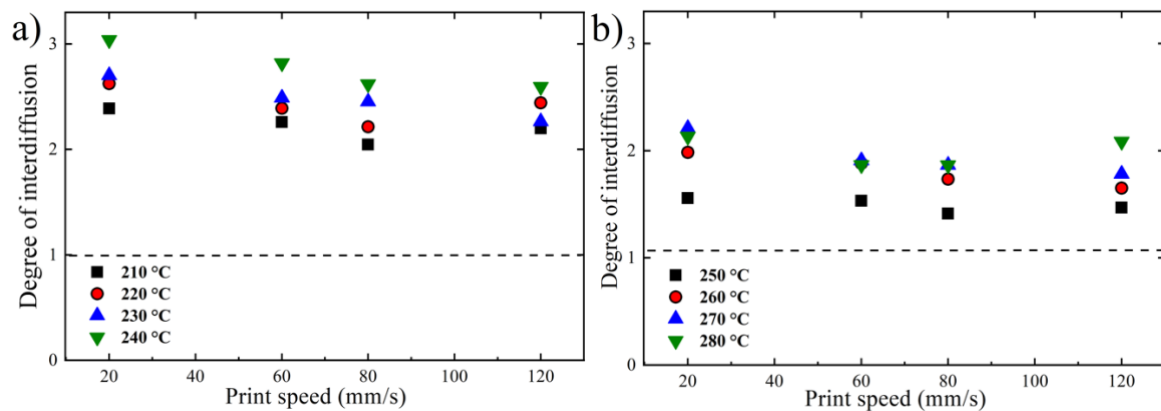 a)
Degree of interdiffusion
3
2
1
0
210 °C
220 °C
230 °C
240 °C
20 40 60 80 100 120
Print speed (mm/s)
b)
Degree of interdiffusion
3
2
1
0
250 °C
260 °C
270 °C
280 °C
20 40 60 80 100 120
Print speed (mm/s)